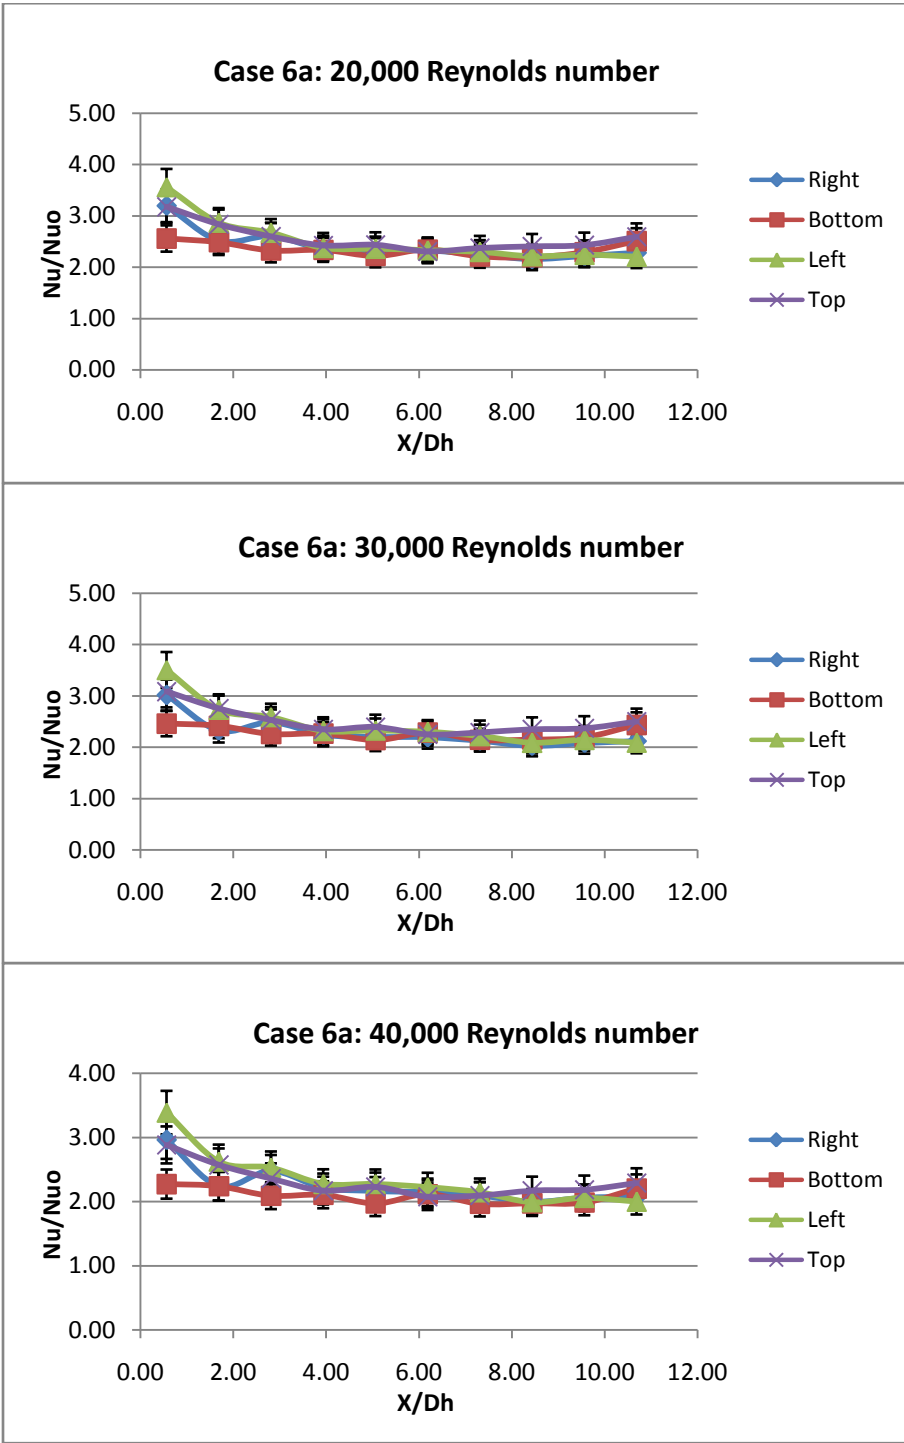 Case 6a: 20,000 Reynolds number
5.00
4.00
3.00
2.00
1.00
0.00
Nu/Nuo
0.00 2.00 4.00 6.00 8.00 10.00 12.00
X/Dh
Right
Bottom
Left
Top
Case 6a: 30,000 Reynolds number
5.00
4.00
3.00
2.00
1.00
0.00
Nu/Nuo
0.00 2.00 4.00 6.00 8.00 10.00 12.00
X/Dh
Right
Bottom
Left
Top
Case 6a: 40,000 Reynolds number
4.00
3.00
2.00
1.00
0.00
Nu/Nuo
0.00 2.00 4.00 6.00 8.00 10.00 12.00
X/Dh
Right
Bottom
Left
Top